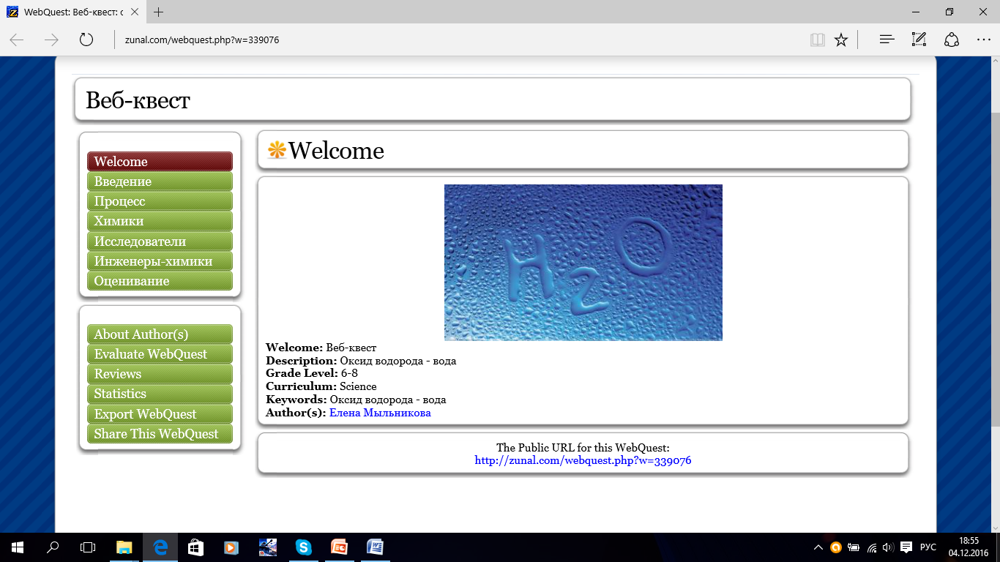 WebQuest: Веб-квест: о
zunal.com/webquest.php?w=339076
Веб-квест
Welcome
Введение
Процесс
Химики
Исследователи
Инженеры-химики
Оценивание
About Author(s)
Evaluate WebQuest
Reviews
Statistics
Export WebQuest
Share This WebQuest
Welcome
H2O
Welcome: Веб-квест
Description: Оксид водорода - вода
Grade Level: 6-8
Curriculum: Science
Keywords: Оксид водорода - вода
Author(s): Елена Мыльникова
The Public URL for this WebQuest:
http://zunal.com/webquest.php?w=339076
РУС
18:55
04.12.2016